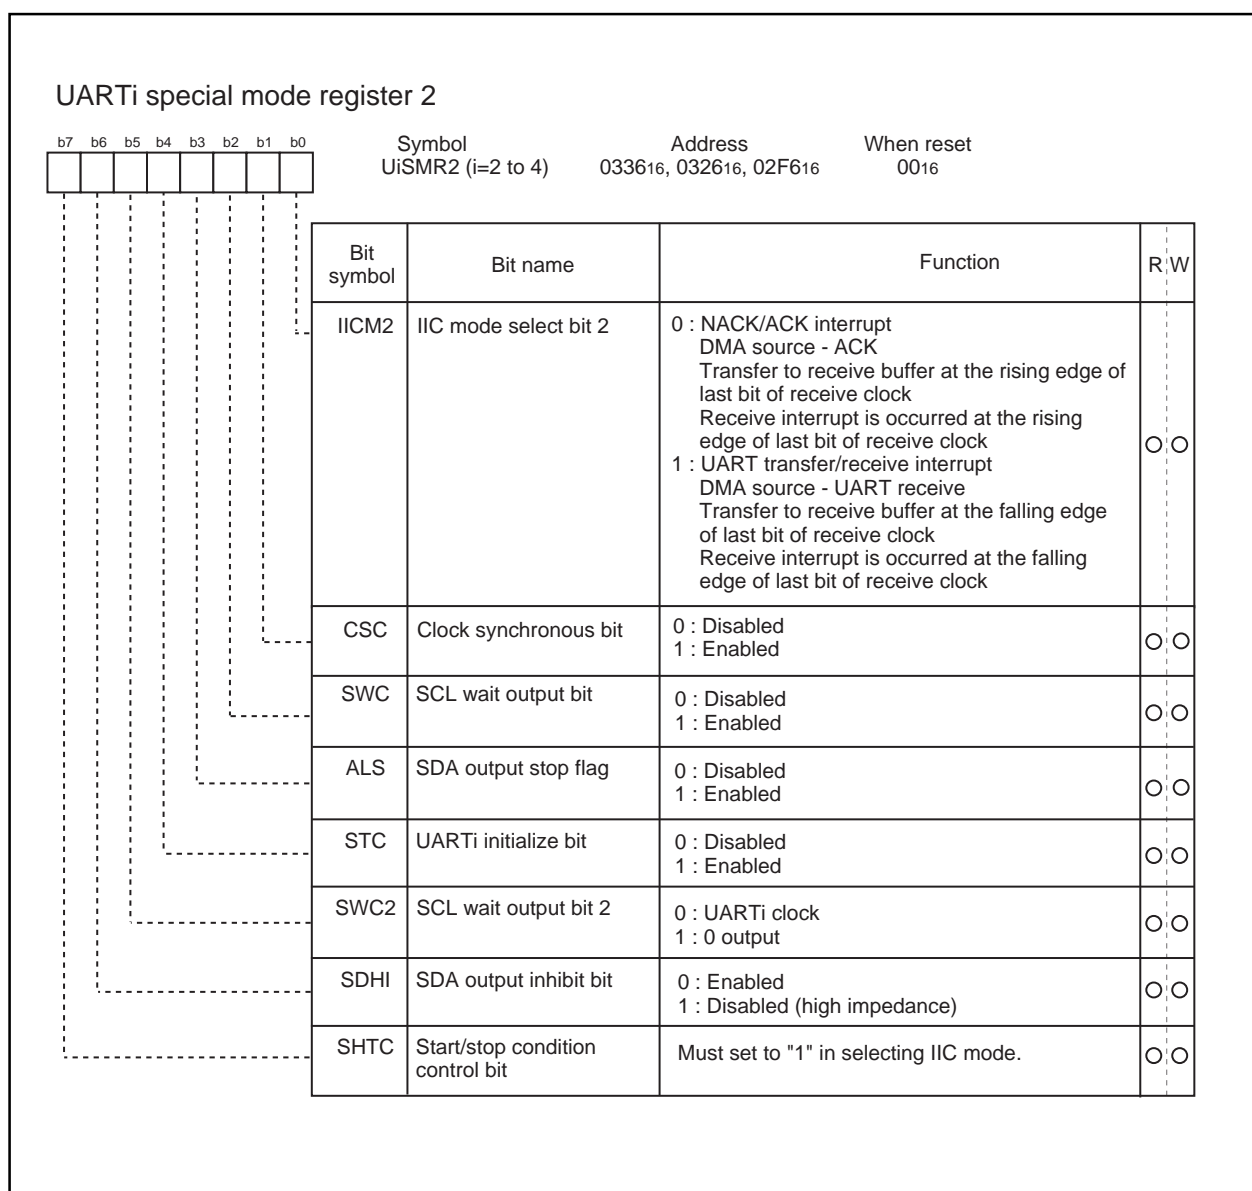 UARTi special mode register 2
b7 b6 b5 b4 b3 b2 b1 b0
Symbol Address When reset
UiSMR2 (i=2 to 4) 033616, 032616, 02F616 0016
Bit symbol Bit name Function R W
IICM2 IIC mode select bit 2 0 : NACK/ACK interrupt
DMA source - ACK
Transfer to receive buffer at the rising edge of
last bit of receive clock
Receive interrupt is occurred at the rising
edge of last bit of receive clock
1 : UART transfer/receive interrupt
DMA source - UART receive
Transfer to receive buffer at the falling edge
of last bit of receive clock
Receive interrupt is occurred at the falling
edge of last bit of receive clock
CSC Clock synchronous bit 0 : Disabled
1 : Enabled
SWC SCL wait output bit 0 : Disabled
1 : Enabled
ALS SDA output stop flag 0 : Disabled
1 : Enabled
STC UARTi initialize bit 0 : Disabled
1 : Enabled
SWC2 SCL wait output bit 2 0 : UARTi clock
1 : 0 output
SDHI SDA output inhibit bit 0 : Enabled
1 : Disabled (high impedance)
SHTC Start/stop condition
control bit Must set to "1" in selecting IIC mode.